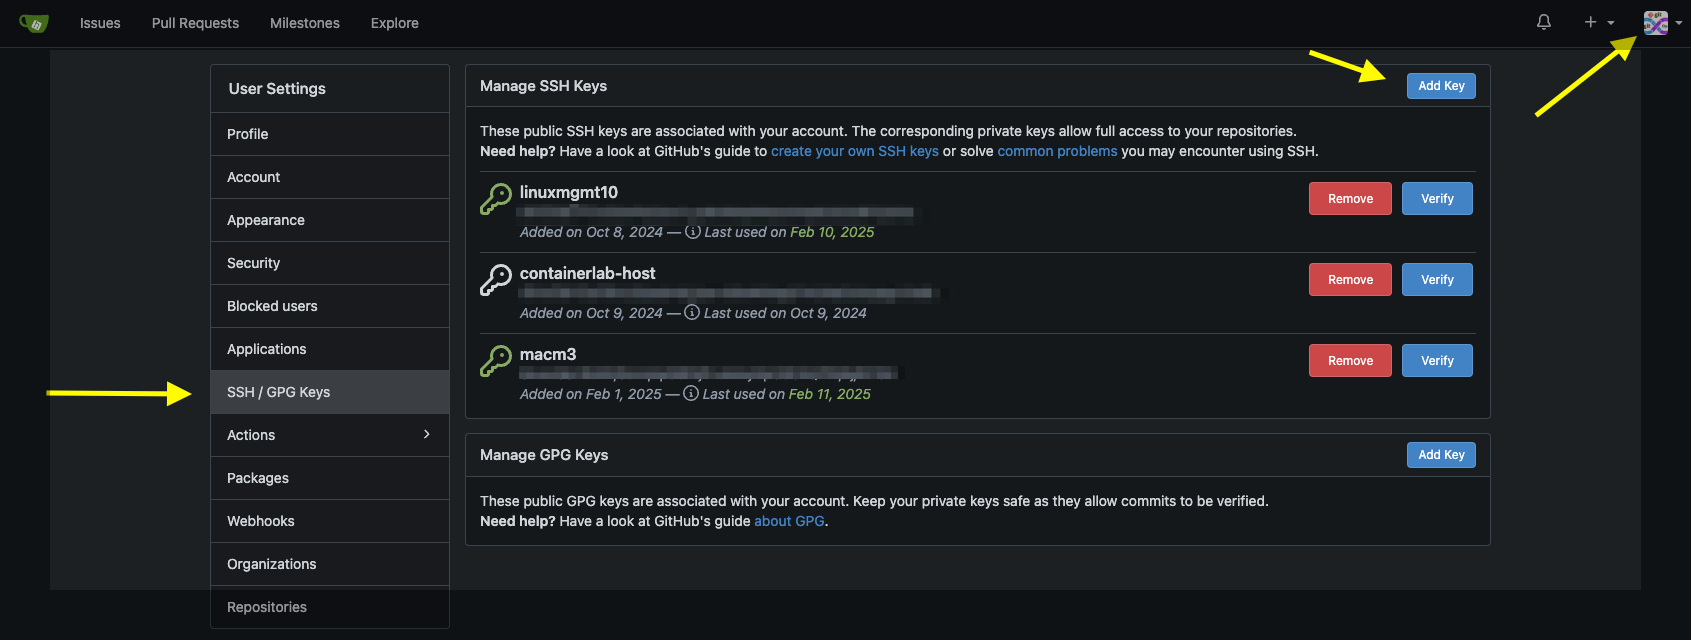 Issues Pull Requests Milestones Explore
User Settings
Profile
Account
Appearance
Security
Blocked users
Applications
SSH / GPG Keys
Actions
Packages
Webhooks
Organizations
Repositories
Manage SSH Keys
Add Key
These public SSH keys are associated with your account. The corresponding private keys allow full access to your repositories.
Need help? Have a look at GitHub's guide to create your own SSH keys or solve common problems you may encounter using SSH.
linuxmgmt10
Remove Verify
Added on Oct 8, 2024 — Last used on Feb 10, 2025
containerlab-host
Remove Verify
Added on Oct 9, 2024 — Last used on Oct 9, 2024
macm3
Remove Verify
Added on Feb 1, 2025 — Last used on Feb 11, 2025
Manage GPG Keys
Add Key
These public GPG keys are associated with your account. Keep your private keys safe as they allow commits to be verified.
Need help? Have a look at GitHub's guide about GPG.